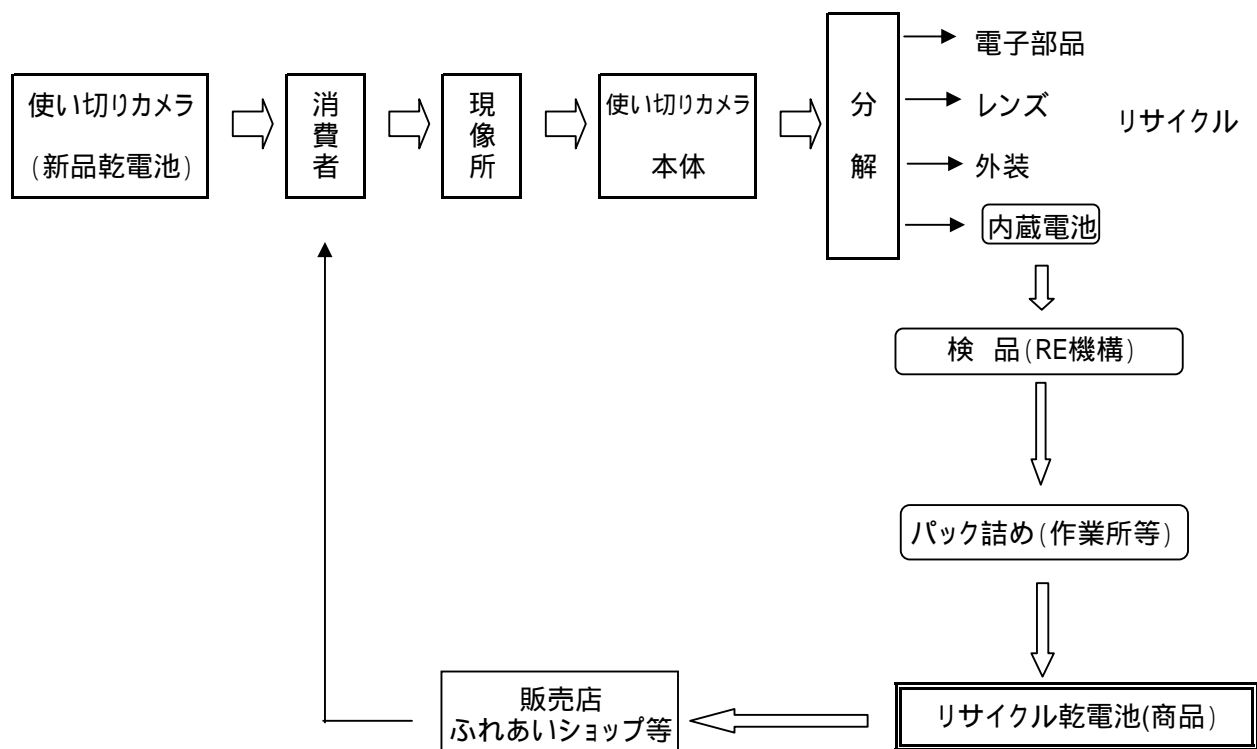 使い切りカメラ
(新品乾電池)
消費者
現像所
使い切りカメラ
本体
分解
電子部品
レンズ
リサイクル
外装
内蔵電池
検 品(RE機構)
パック詰め(作業所等)
リサイクル乾電池(商品)
販売店
ふれあいショップ等